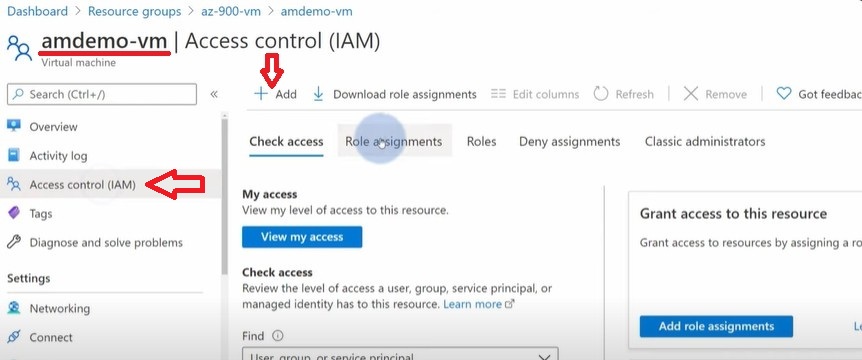 Dashboard > Resource groups > az-900-vm > amdemo-vm
amdemo-vm | Access control (IAM)
Virtual machine
Search (Ctrl+/)
«
Add
Download role assignments
Edit columns
Refresh
Remove
Got feedbac
Overview
Activity log
Access control (IAM)
Tags
Diagnose and solve problems
Settings
Networking
Connect
Check access
Role assignments
Roles
Deny assignments
Classic administrators
My access
View my level of access to this resource.
View my access
Check access
Review the level of access a user, group, service principal, or
managed identity has to this resource. Learn more
Find
User, group, or service principal
Grant access to this resource
Grant access to resources by assigning a ro
Add role assignments
Le